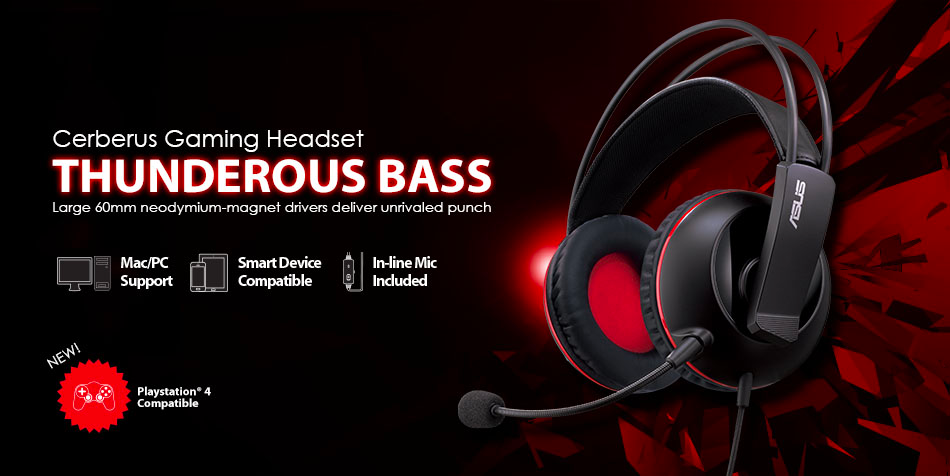 Cerberus Gaming Headset
THUNDEROUS BASS
Large 60mm neodymium-magnet drivers deliver unrivaled punch
Mac/PC
Support
Smart Device
Compatible
In-line Mic
Included
NEW!
Playstation® 4
Compatible
ASUS